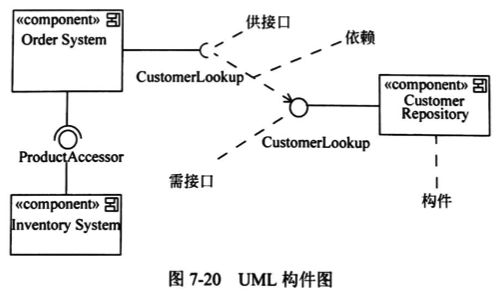 «component»
Order System
供接口
依赖
CustomerLookup
«component»
Customer
Repository
CustomerLookup
ProductAccessor
需接口
构件
«component»
Inventory System
图 7-20 UML 构件图